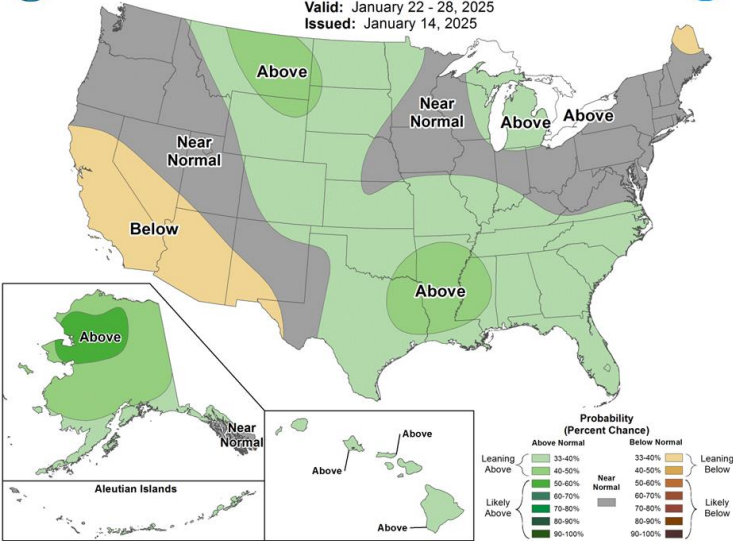 Valid: January 22 - 28, 2025
Issued: January 14, 2025
Above
Near
Normal
Above
Above
Near
Normal
Below
Above
Above
Near
Normal
Aleutian Islands
Above
Above
Above
Probability
(Percent Chance)
Above Normal
Below Normal
Leaning
Above
33-40%
40-50%
Likely
Above
50-60%
60-70%
70-80%
80-90%
90-100%
Near
Normal
33-40%
40-50%
Leaning
Below
50-60%
60-70%
70-80%
80-90%
90-100%
Likely
Below